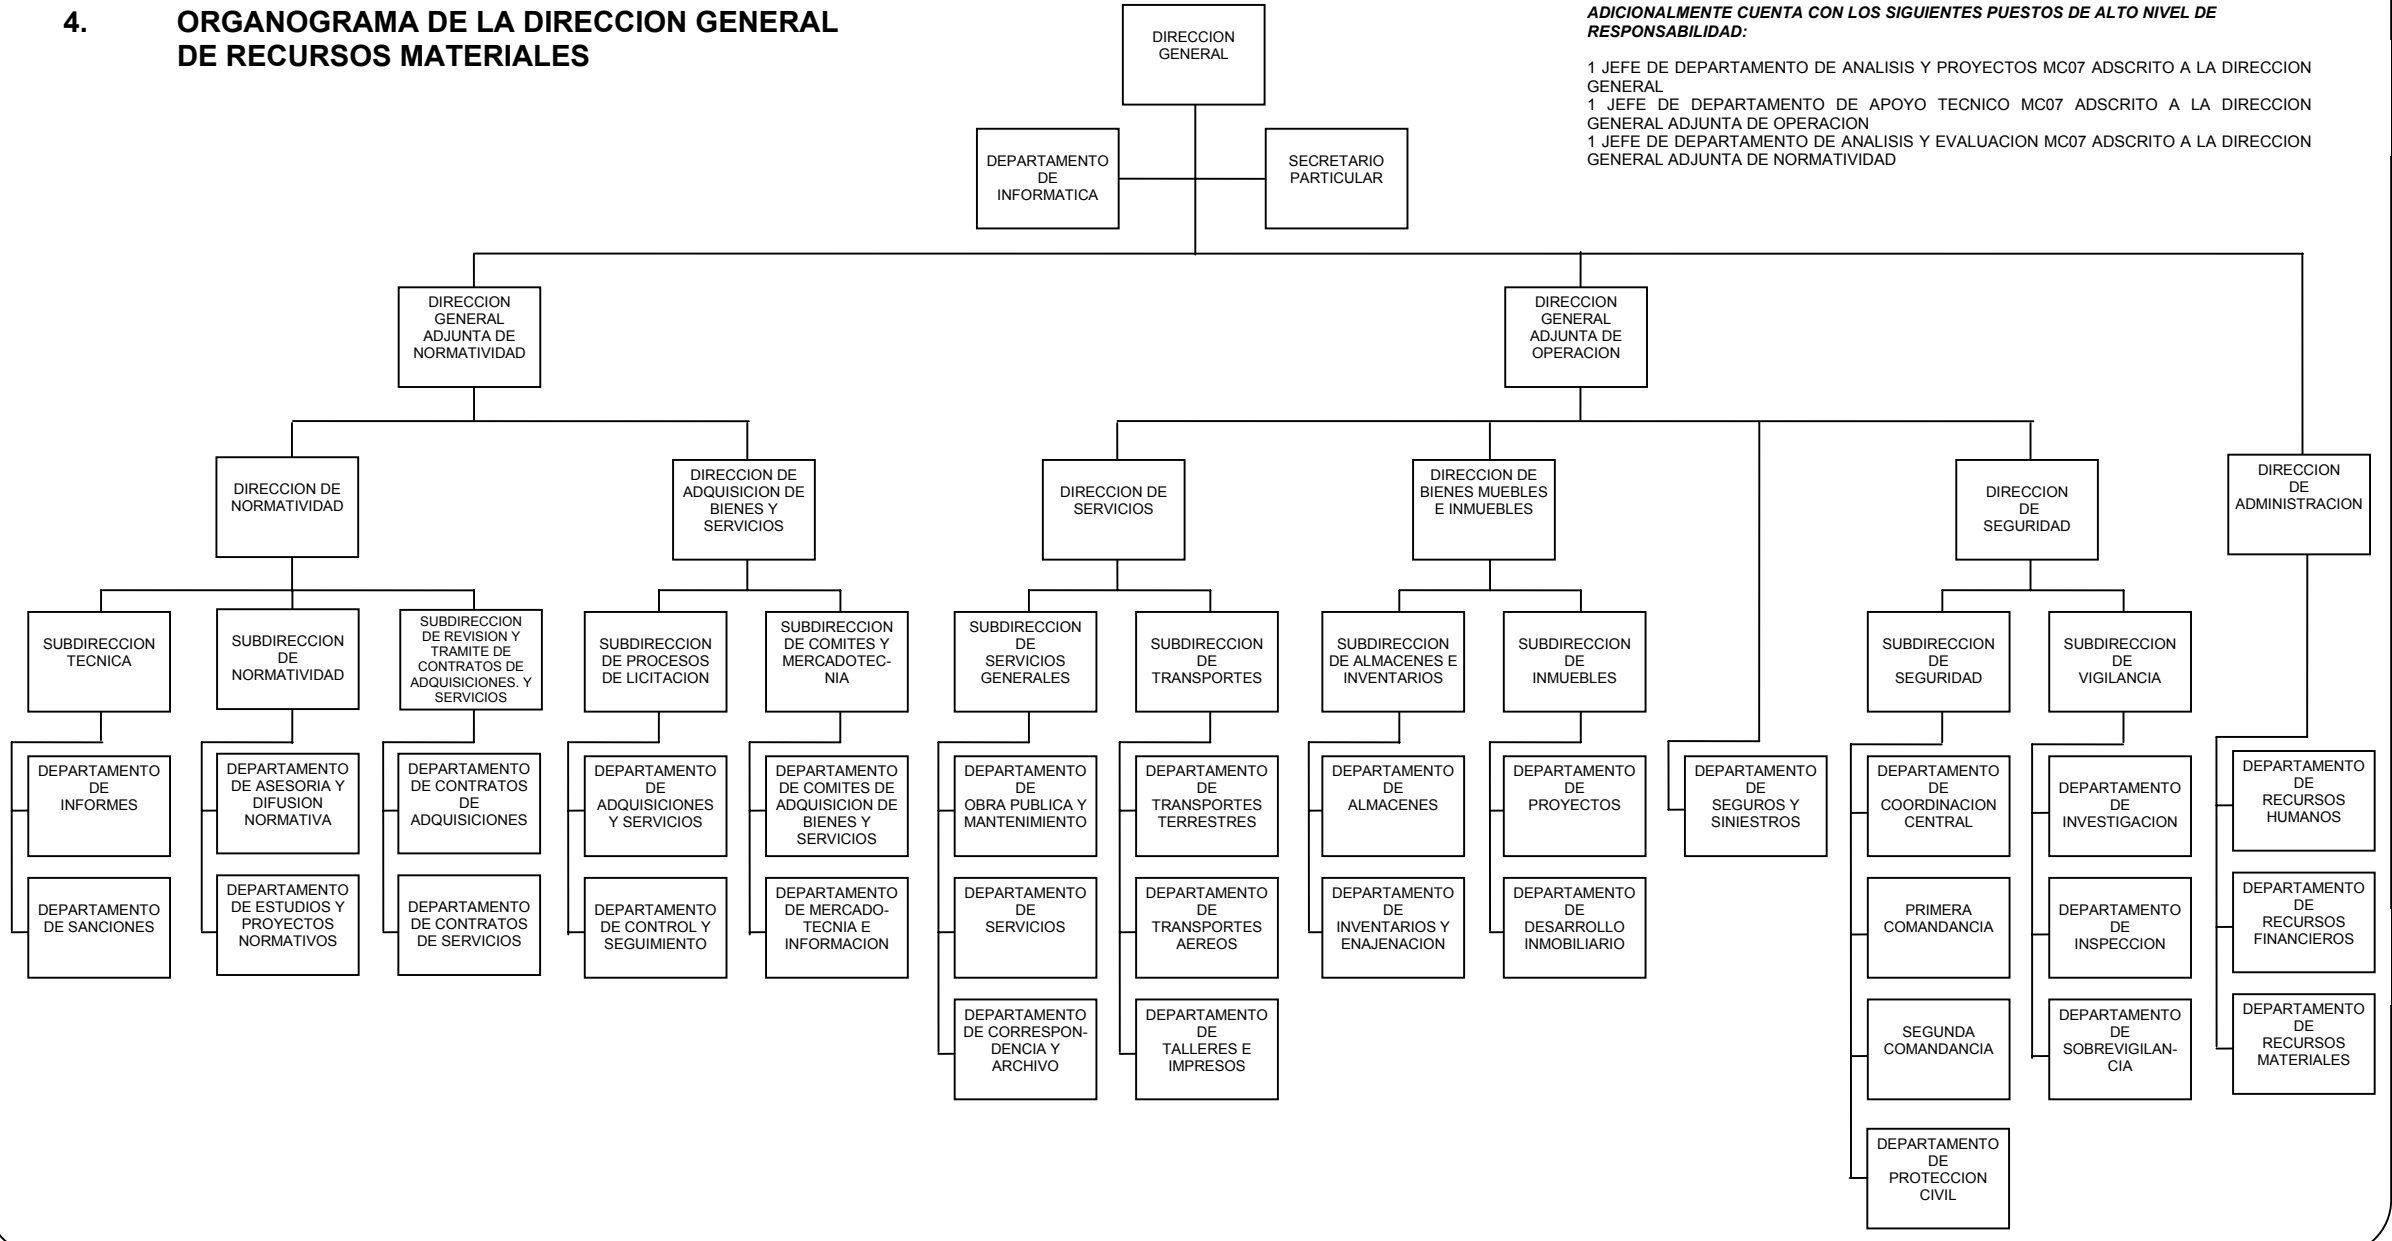 4. ORGANOGRAMA DE LA DIRECCION GENERAL
DE RECURSOS MATERIALES
ADICIONALMENTE CUENTA CON LOS SIGUIENTES PUESTOS DE ALTO NIVEL DE
RESPONSABILIDAD:
1 JEFE DE DEPARTAMENTO DE ANALISIS Y PROYECTOS MC07 ADSCRITO A LA DIRECCION
GENERAL
1 JEFE DE DEPARTAMENTO DE APOYO TECNICO MC07 ADSCRITO A LA DIRECCION
GENERAL ADJUNTA DE OPERACION
1 JEFE DE DEPARTAMENTO DE ANALISIS Y EVALUACION MC07 ADSCRITO A LA DIRECCION
GENERAL ADJUNTA DE NORMATIVIDAD
DIRECCION
GENERAL
DEPARTAMENTO
DE
INFORMATICA
SECRETARIO
PARTICULAR
DIRECCION
GENERAL
ADJUNTA DE
NORMATIVIDAD
DIRECCION
GENERAL
ADJUNTA DE
OPERACION
DIRECCION DE
NORMATIVIDAD
DIRECCION DE
ADQUISICION DE
BIENES Y
SERVICIOS
DIRECCION DE
SERVICIOS
DIRECCION DE
BIENES MUEBLES
E INMUEBLES
DIRECCION
DE
SEGURIDAD
DIRECCION
DE
ADMINISTRACION
SUBDIRECCION
TECNICA
SUBDIRECCION
DE
NORMATIVIDAD
SUBDIRECCION
DE REVISION Y
TRAMITE DE
CONTRATOS DE
ADQUISICIONES. Y
SERVICIOS
SUBDIRECCION
DE PROCESOS
DE LICITACION
SUBDIRECCION
DE COMITES Y
MERCADOTEC-
NIA
SUBDIRECCION
DE
SERVICIOS
GENERALES
SUBDIRECCION
DE
TRANSPORTES
SUBDIRECCION
DE ALMACENES E
INVENTARIOS
SUBDIRECCION
DE
INMUEBLES
SUBDIRECCION
DE
SEGURIDAD
SUBDIRECCION
DE
VIGILANCIA
DEPARTAMENTO
DE
INFORMES
DEPARTAMENTO
DE ASESORIA Y
DIFUSION
NORMATIVA
DEPARTAMENTO
DE CONTRATOS
DE
ADQUISICIONES
DEPARTAMENTO
DE
ADQUISICIONES
Y SERVICIOS
DEPARTAMENTO
DE COMITES DE
ADQUISICION DE
BIENES Y
SERVICIOS
DEPARTAMENTO
DE
OBRA PUBLICA Y
MANTENIMIENTO
DEPARTAMENTO
DE
TRANSPORTES
TERRESTRES
DEPARTAMENTO
DE
ALMACENES
DEPARTAMENTO
DE
PROYECTOS
DEPARTAMENTO
DE
SEGUROS Y
SINIESTROS
DEPARTAMENTO
DE
COORDINACION
CENTRAL
DEPARTAMENTO
DE
INVESTIGACION
DEPARTAMENTO
DE
RECURSOS
HUMANOS
DEPARTAMENTO
DE SANCIONES
DEPARTAMENTO
DE ESTUDIOS Y
PROYECTOS
NORMATIVOS
DEPARTAMENTO
DE CONTRATOS
DE SERVICIOS
DEPARTAMENTO
DE CONTROL Y
SEGUIMIENTO
DEPARTAMENTO
DE MERCADO-
TECNIA E
INFORMACION
DEPARTAMENTO
DE
SERVICIOS
DEPARTAMENTO
DE
TRANSPORTES
AEREOS
DEPARTAMENTO
DE
INVENTARIOS Y
ENAJENACION
DEPARTAMENTO
DE
DESARROLLO
INMOBILIARIO
PRIMERA
COMANDANCIA
DEPARTAMENTO
DE
INSPECCION
DEPARTAMENTO
DE
RECURSOS
FINANCIEROS
DEPARTAMENTO
DE CORRESPON-
DENCIA Y
ARCHIVO
DEPARTAMENTO
DE
TALLERES E
IMPRESOS
SEGUNDA
COMANDANCIA
DEPARTAMENTO
DE
SOBREVIGILAN-
CIA
DEPARTAMENTO
DE
RECURSOS
MATERIALES
DEPARTAMENTO
DE
PROTECCION
CIVIL